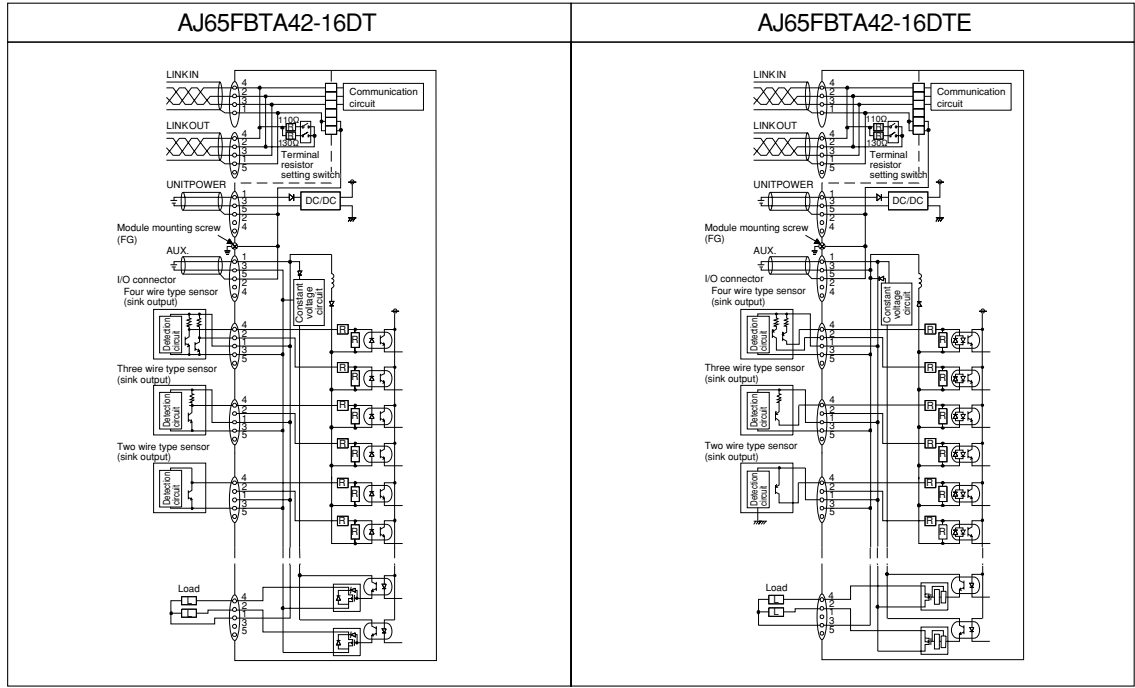 AJ65FBTA42-16DT
LINKIN
4
2
3
1
Communication
circuit
110Ω
R
R
130Ω
LINKOUT
4
2
3
1
5
Terminal
resistor
setting switch
UNITPOWER
1
3
5
2
4
DC/DC
Module mounting screw
(FG)
AUX.
1
3
5
2
4
I/O connector
Constant
voltage
circuit
Four wire type sensor
(sink output)
Detection
circuit
4
2
1
3
5
R
R
R
R
Three wire type sensor
(sink output)
Detection
circuit
4
2
1
3
5
R
R
R
R
Two wire type sensor
(sink output)
Detection
circuit
4
2
1
3
5
R
R
R
R
Load
L
L
4
2
1
3
5
AJ65FBTA42-16DTE
LINKIN
4
2
3
1
Communication
circuit
110Ω
R
R
130Ω
LINKOUT
4
2
3
1
5
Terminal
resistor
setting switch
UNITPOWER
1
3
5
2
4
DC/DC
Module mounting screw
(FG)
AUX.
1
3
5
2
4
I/O connector
Constant
voltage
circuit
Four wire type sensor
(sink output)
Detection
circuit
4
2
1
3
5
R
R
R
R
Three wire type sensor
(sink output)
Detection
circuit
4
2
1
3
5
R
R
R
R
Two wire type sensor
(sink output)
Detection
circuit
4
2
1
3
5
R
R
R
R
Load
L
L
4
2
1
3
5